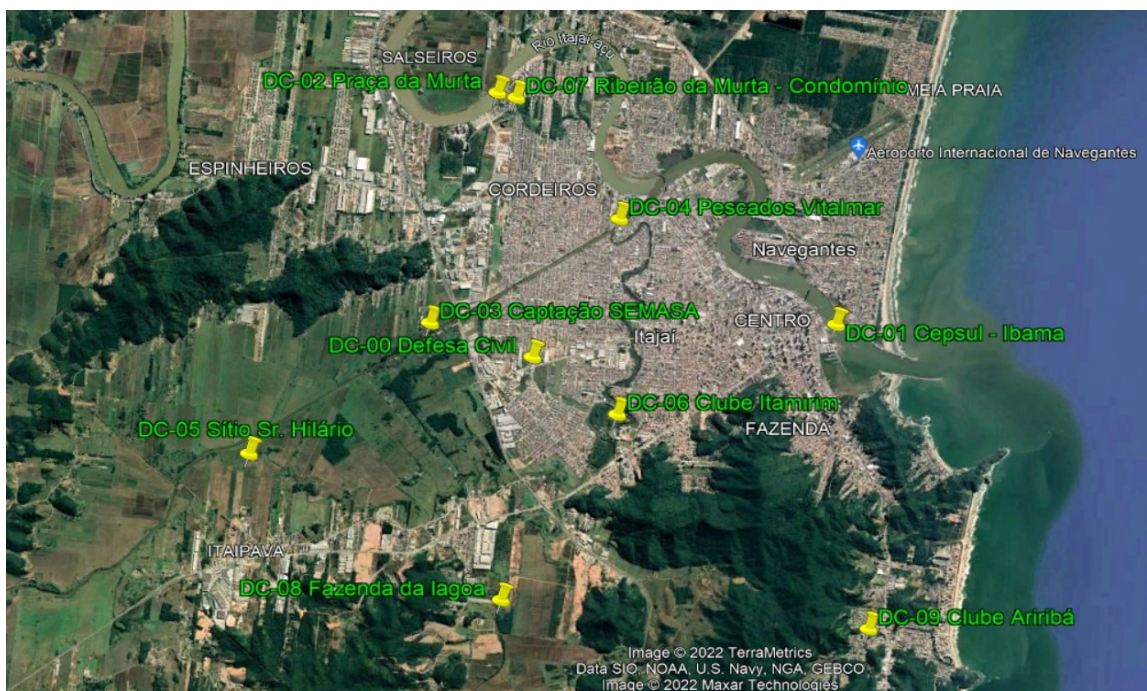 SALSEIROS
Rio Itajaí-açu
DC-02 Praça da Murta
DC-07 Ribeirão da Murta - Condomínio
MEIA PRAIA
Aeroporto Internacional de Navegantes
ESPINHEIROS
CORDEIROS
DC-04 Pescados Vitalmar
Navegantes
DC-03 Captação SEMASA
CENTRO
DC-01 Cepsul - Ibama
DC-00 Defesa Civil
Itajaí
DC-06 Clube Itamirim
FAZENDA
DC-05 Sítio Sr. Hilário
ITAIPAVA
DC-08 Fazenda da lagoa
DC-09 Clube Ariribá
Image © 2022 TerraMetrics
Data SIO, NOAA, U.S. Navy, NGA, GEBCO
Image © 2022 Maxar Technologies